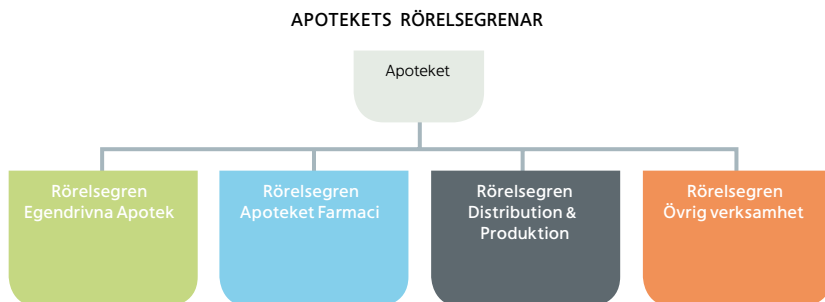 APOTEKETS RÖRELSEGRENAR
Apoteket
Rörelsegren
Egendrivna Apotek
Rörelsegren
Apoteket Farmaci
Rörelsegren
Distribution &
Produktion
Rörelsegren
Övrig verksamhet